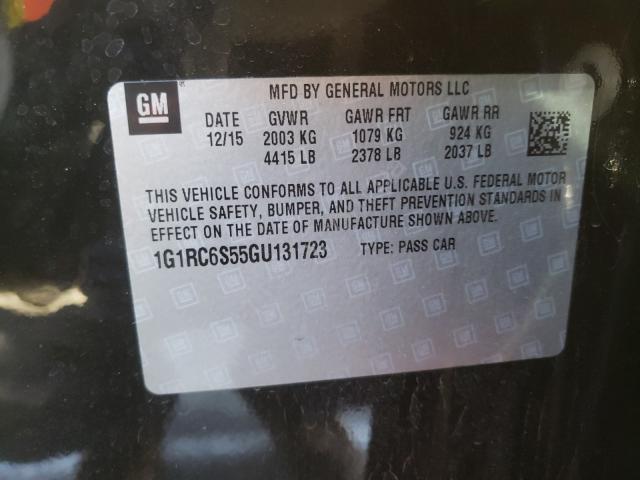 GM
MFD BY GENERAL MOTORS LLC
DATE GVWR GAWR FRT GAWR RR
12/15 2003 KG 1079 KG 924 KG
4415 LB 2378 LB 2037 LB
THIS VEHICLE CONFORMS TO ALL APPLICABLE U.S. FEDERAL MOTOR
VEHICLE SAFETY, BUMPER, AND THEFT PREVENTION STANDARDS IN
EFFECT ON THE DATE OF MANUFACTURE SHOWN ABOVE.
1G1RC6S55GU131723 TYPE: PASS CAR